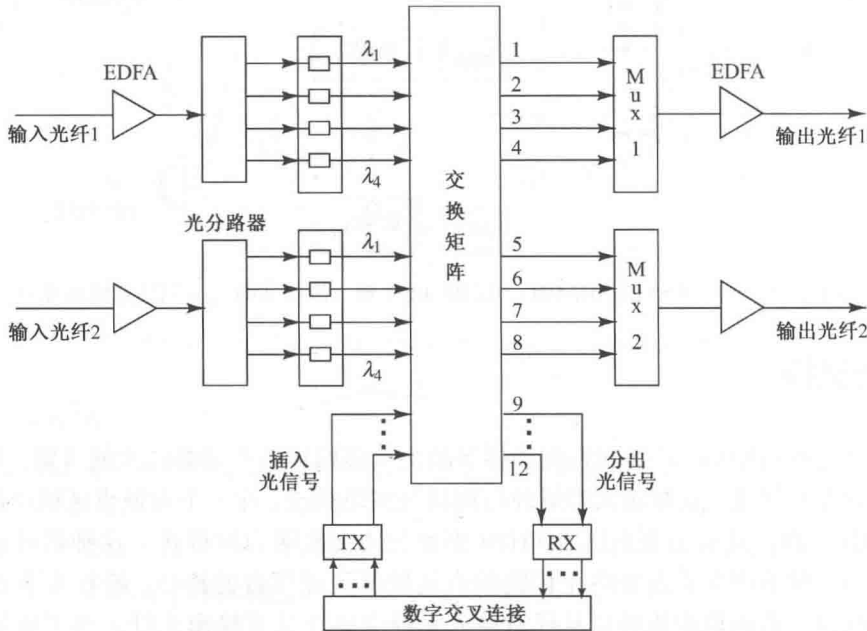 EDFA
输入光纤1
λ1
λ4
1
2
3
4
Mux 1
EDFA
输出光纤1
光分路器
交换矩阵
输入光纤2
λ1
λ4
5
6
7
8
Mux 2
输出光纤2
9
12
插入
光信号
分出
光信号
TX
RX
数字交叉连接